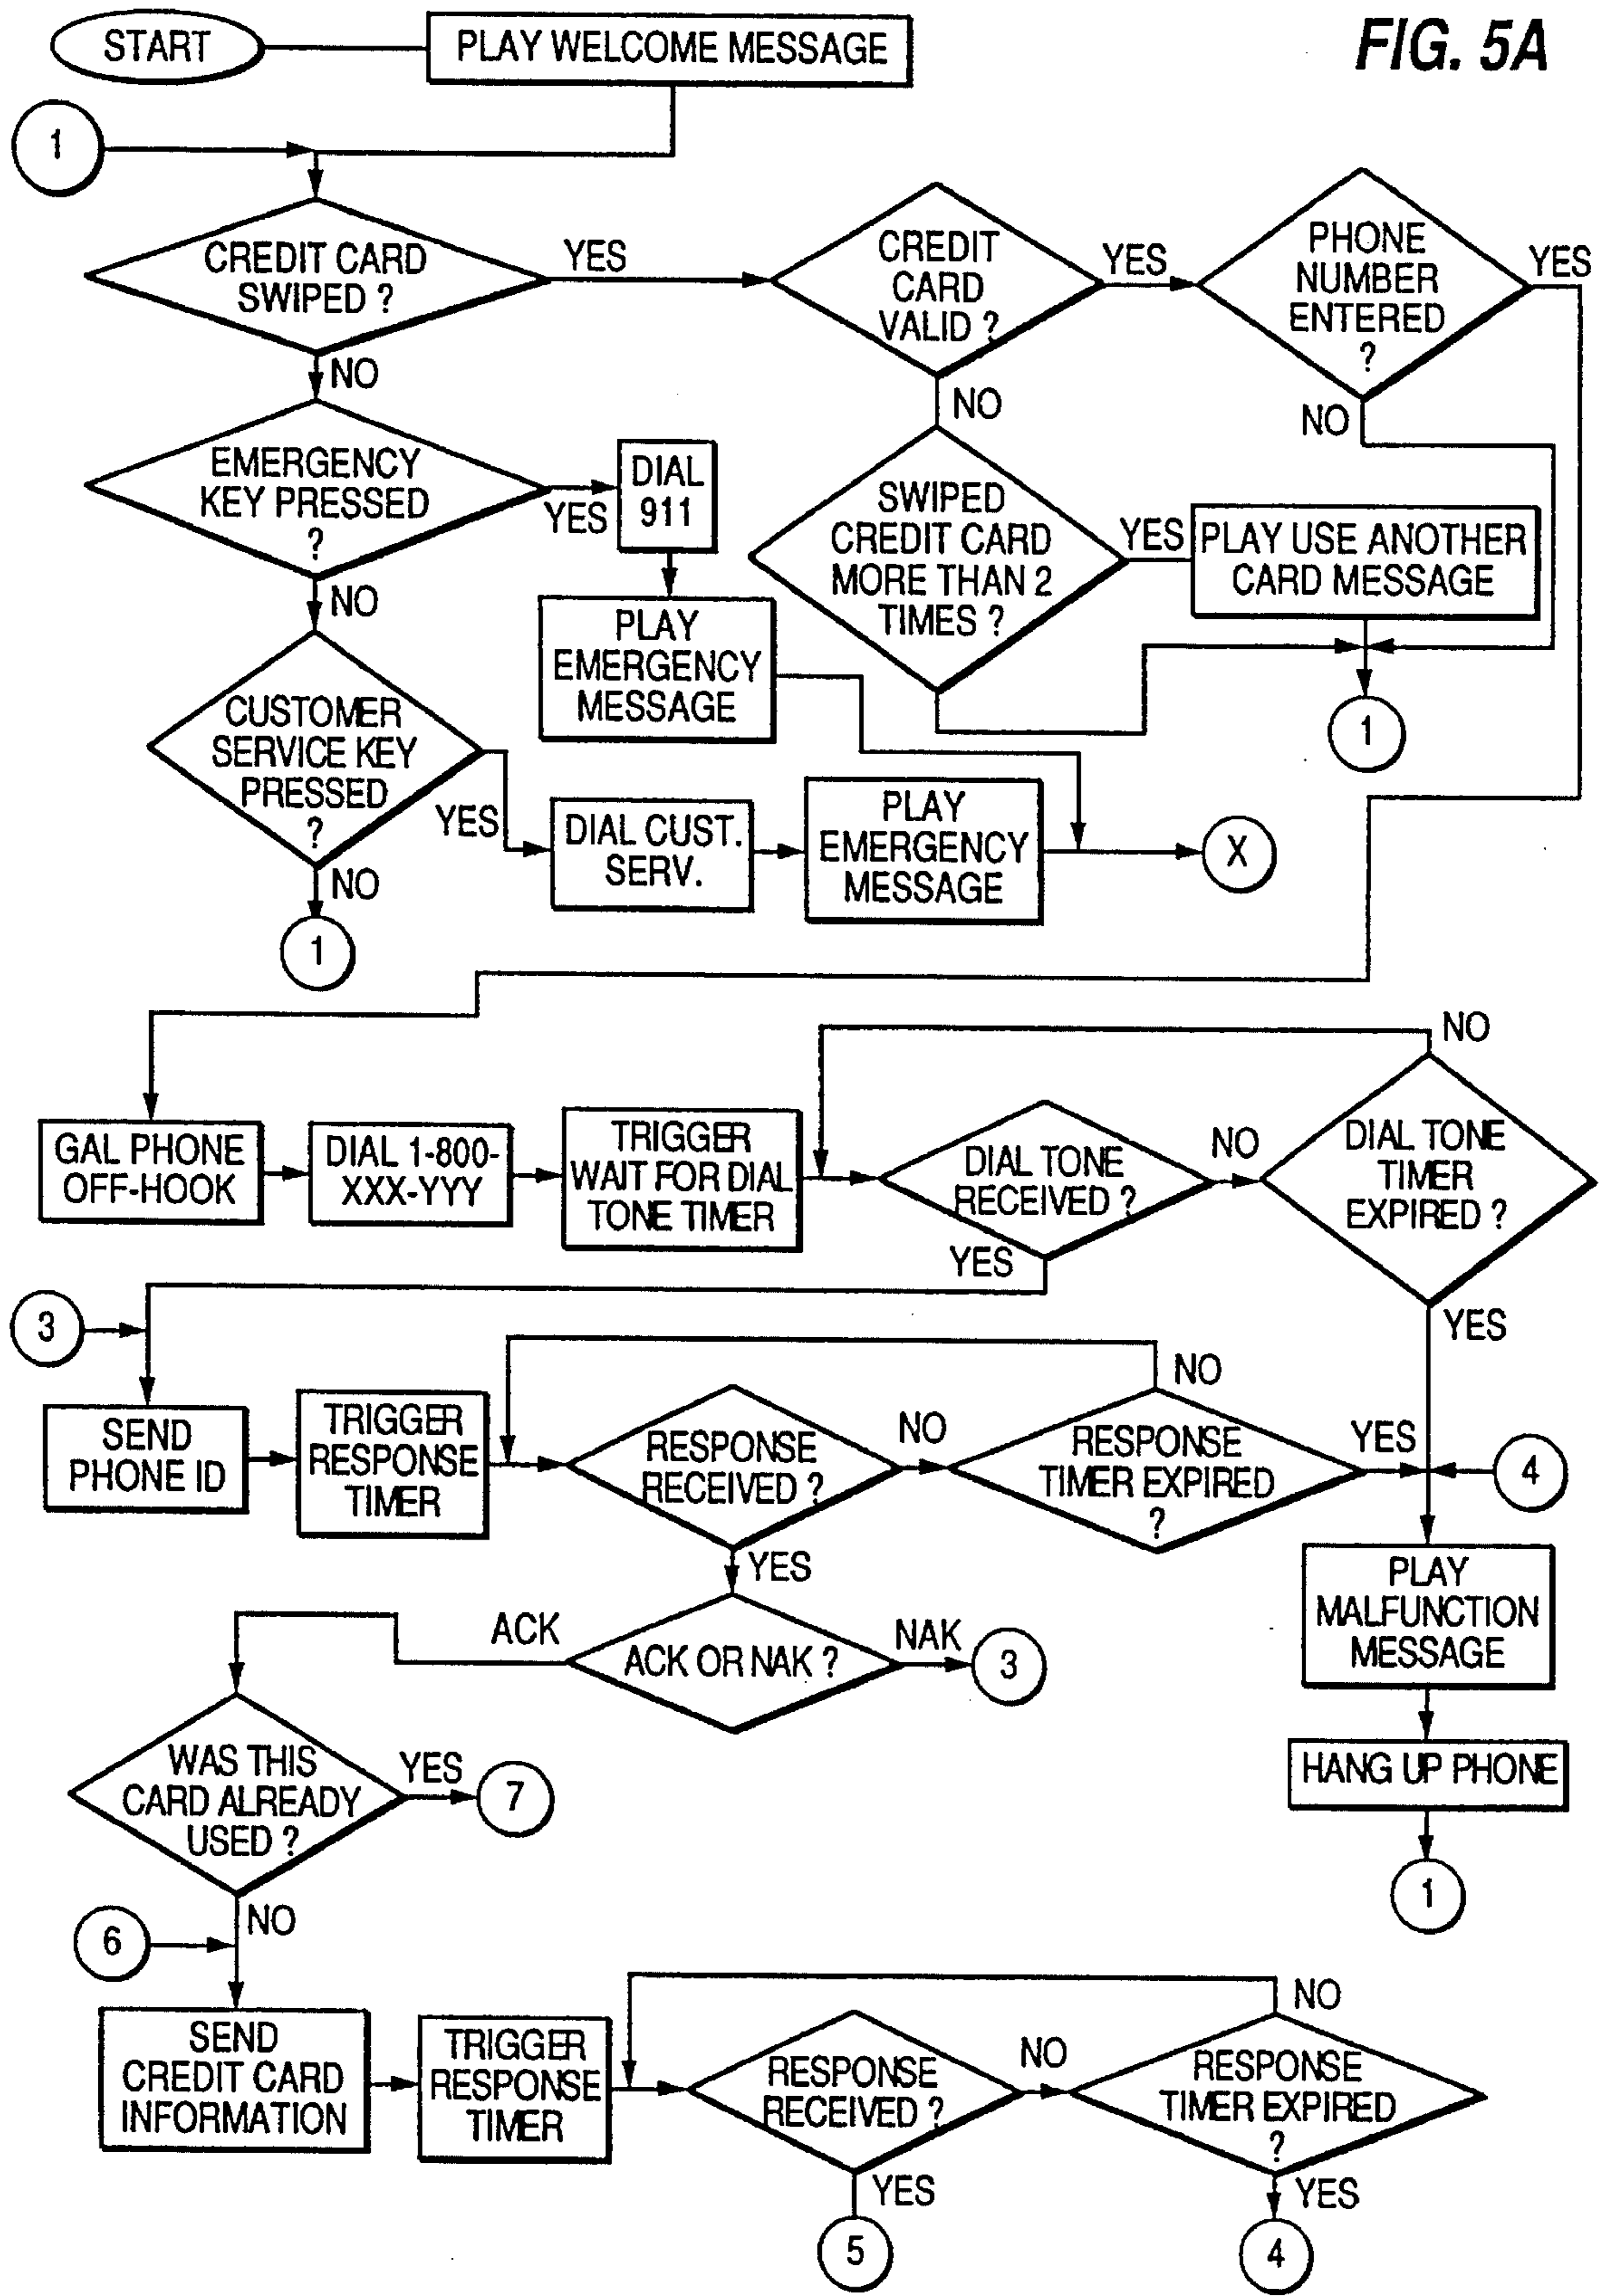 FIG. 5A
START
PLAY WELCOME MESSAGE
1
CREDIT CARD
SWIPED ?
YES
CREDIT
CARD
VALID ?
YES
PHONE
NUMBER
ENTERED
?
YES
NO
NO
NO
EMERGENCY
KEY PRESSED
?
YES
DIAL
911
SWIPED
CREDIT CARD
MORE THAN 2
TIMES ?
YES
PLAY USE ANOTHER
CARD MESSAGE
NO
PLAY
EMERGENCY
MESSAGE
1
CUSTOMER
SERVICE KEY
PRESSED
?
YES
DIAL CUST.
SERV.
PLAY
EMERGENCY
MESSAGE
X
NO
1
NO
GAL PHONE
OFF-HOOK
DIAL 1-800-
XXX-YYY
TRIGGER
WAIT FOR DIAL
TONE TIMER
DIAL TONE
RECEIVED ?
NO
DIAL TONE
TIMER
EXPIRED ?
YES
YES
3
NO
SEND
PHONE ID
TRIGGER
RESPONSE
TIMER
RESPONSE
RECEIVED ?
NO
RESPONSE
TIMER EXPIRED
?
YES
4
YES
PLAY
MALFUNCTION
MESSAGE
ACK
ACK OR NAK ?
NAK
3
WAS THIS
CARD ALREADY
USED ?
YES
7
HANG UP PHONE
1
NO
6
NO
SEND
CREDIT CARD
INFORMATION
TRIGGER
RESPONSE
TIMER
RESPONSE
RECEIVED ?
NO
RESPONSE
TIMER EXPIRED
?
YES
YES
5
4